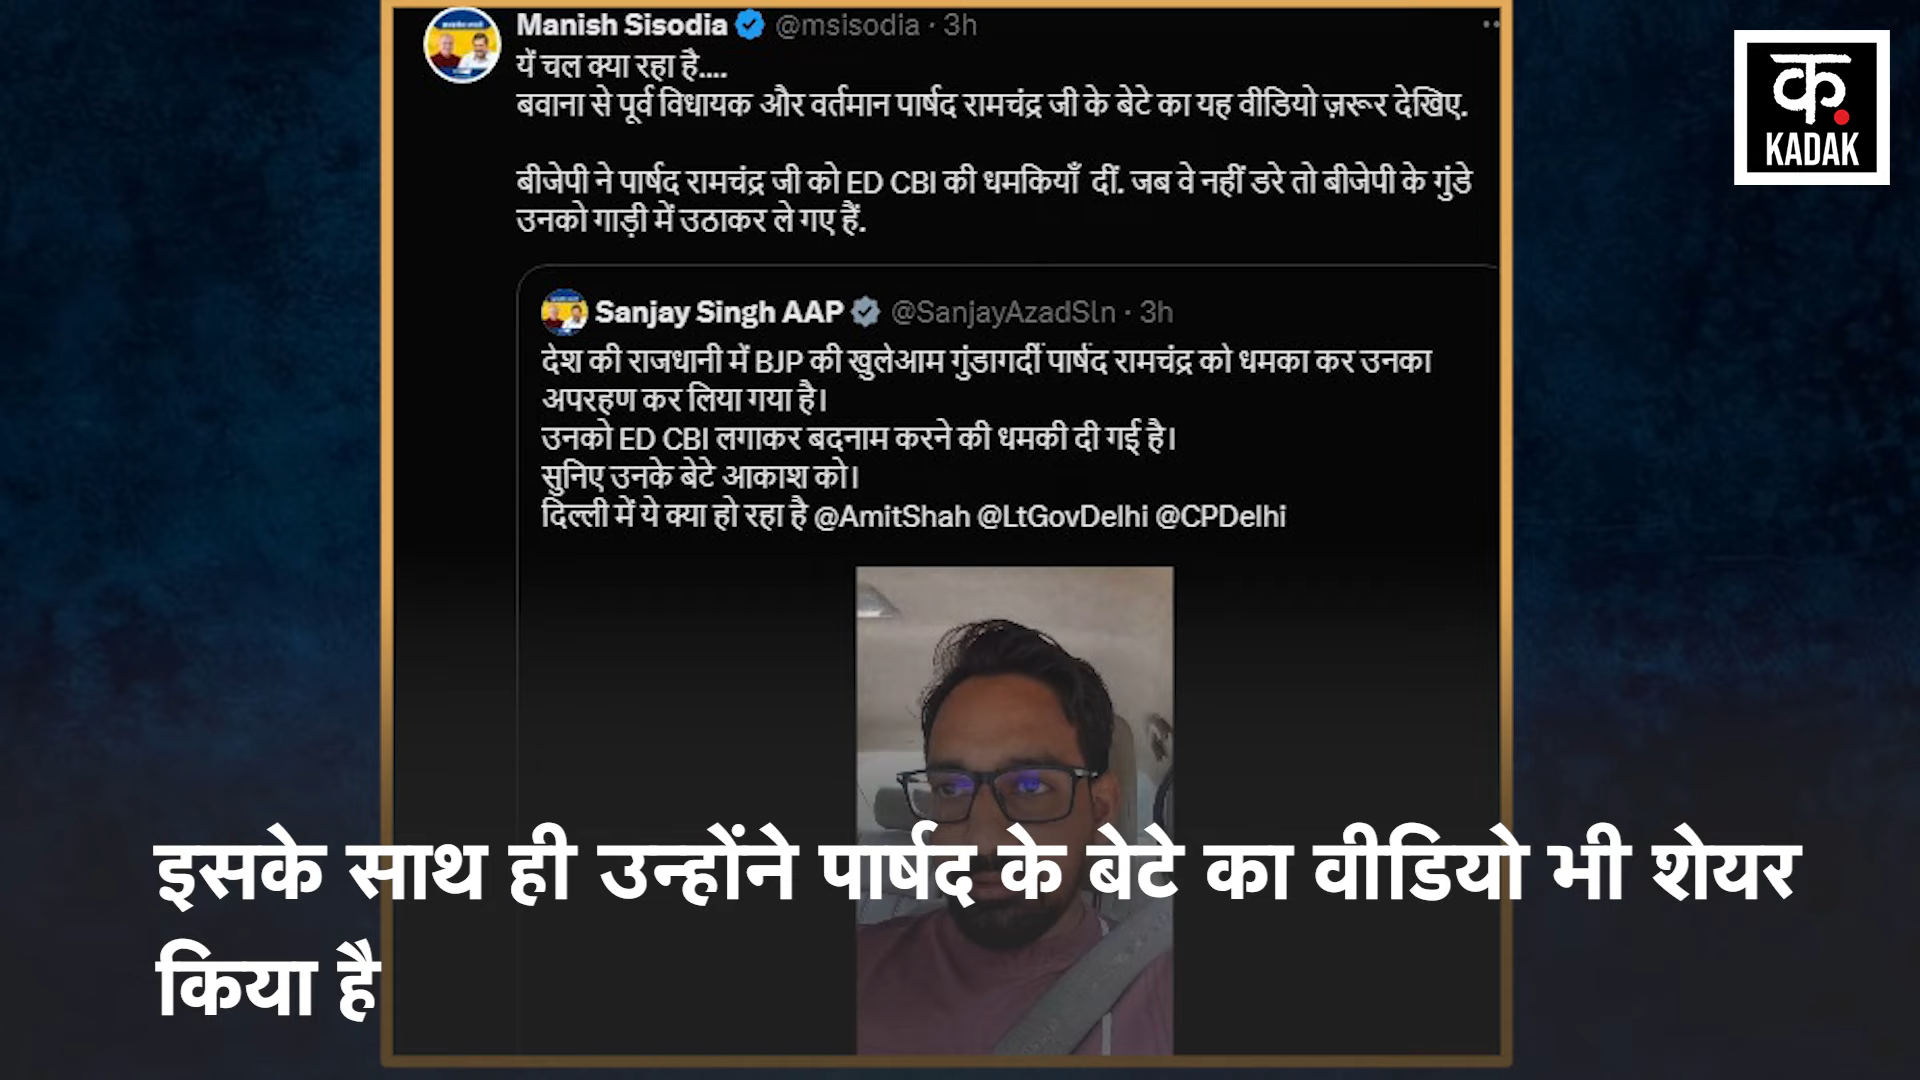 Manish Sisodia @msisodia · 3h
यें चल क्या रहा है....
बवाना से पूर्व विधायक और वर्तमान पार्षद रामचंद्र जी के बेटे का यह वीडियो ज़रूर देखिए.
बीजेपी ने पार्षद रामचंद्र जी को ED CBI की धमकियाँ दीं. जब वे नहीं डरे तो बीजेपी के गुंडे
उनको गाड़ी में उठाकर ले गए हैं.
Sanjay Singh AAP @SanjayAzadSln · 3h
देश की राजधानी में BJP की खुलेआम गुंडागर्दी पार्षद रामचंद्र को धमका कर उनका
अपरहण कर लिया गया है।
उनको ED CBI लगाकर बदनाम करने की धमकी दी गई है।
सुनिए उनके बेटे आकाश को।
दिल्ली में ये क्या हो रहा है @AmitShah @LtGovDelhi @CPDelhi
क
KADAK
इसके साथ ही उन्होंने पार्षद के बेटे का वीडियो भी शेयर
किया है